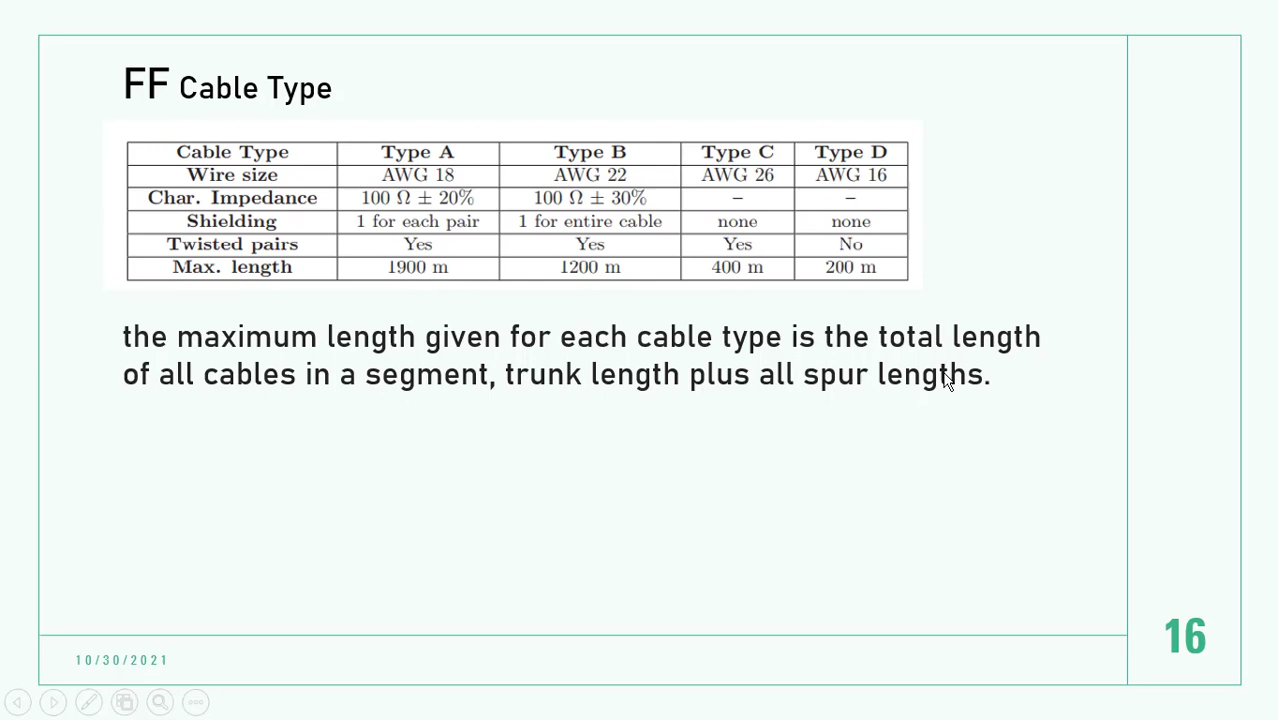 FF Cable Type
Cable Type Type A Type B Type C Type D
Wire size AWG 18 AWG 22 AWG 26 AWG 16
Char. Impedance 100 Ω ± 20% 100 Ω ± 30% – –
Shielding 1 for each pair 1 for entire cable none none
Twisted pairs Yes Yes Yes No
Max. length 1900 m 1200 m 400 m 200 m
the maximum length given for each cable type is the total length
of all cables in a segment, trunk length plus all spur lengths.
16
10/30/2021